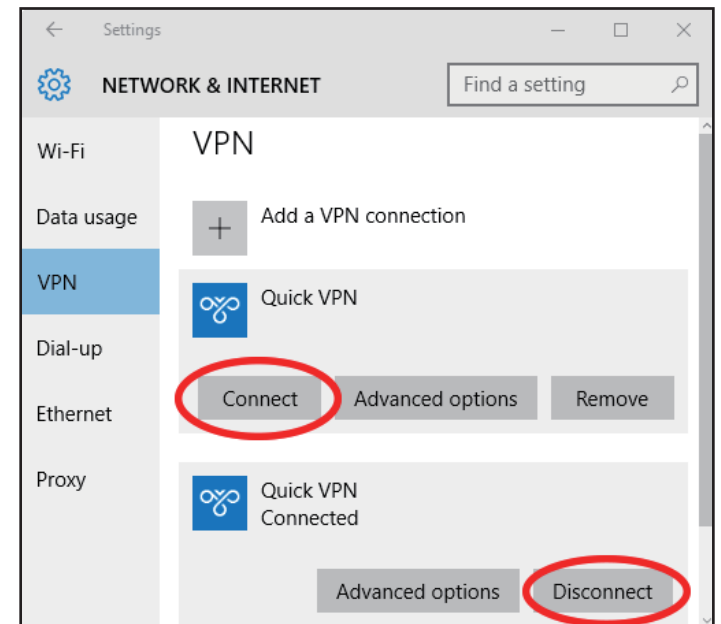 Settings
NETWORK & INTERNET
Find a setting
Wi-Fi
Data usage
VPN
Dial-up
Ethernet
Proxy
VPN
Add a VPN connection
Quick VPN
Connect Advanced options Remove
Quick VPN
Connected
Advanced options Disconnect